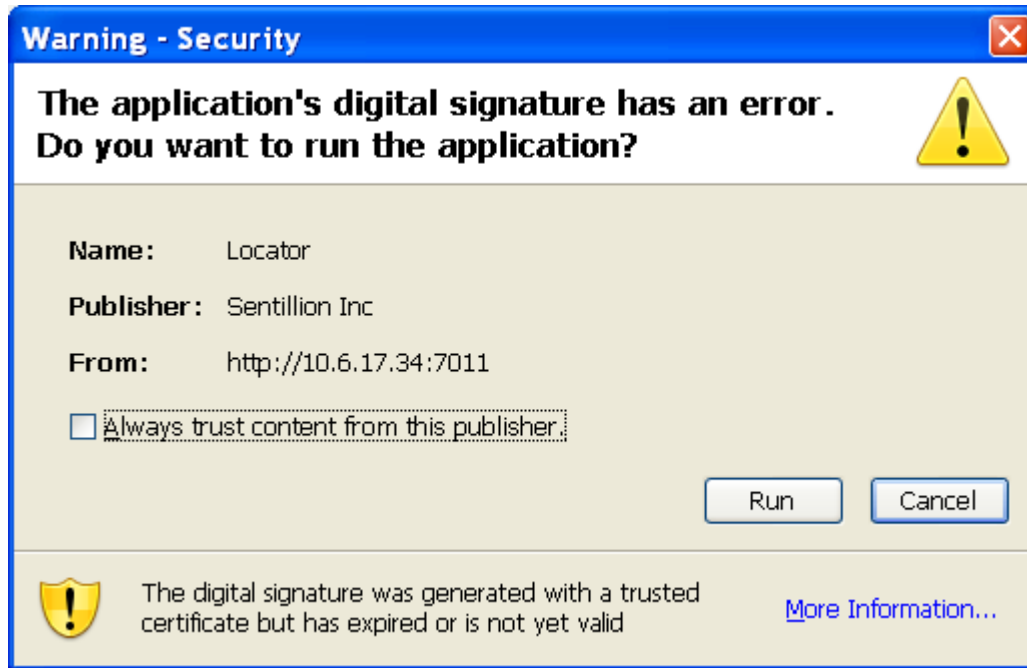 Warning - Security
The application's digital signature has an error.
Do you want to run the application?
Name: Locator
Publisher: Sentillion Inc
From: http://10.6.17.34:7011
Always trust content from this publisher.
Run Cancel
The digital signature was generated with a trusted
certificate but has expired or is not yet valid
More Information...